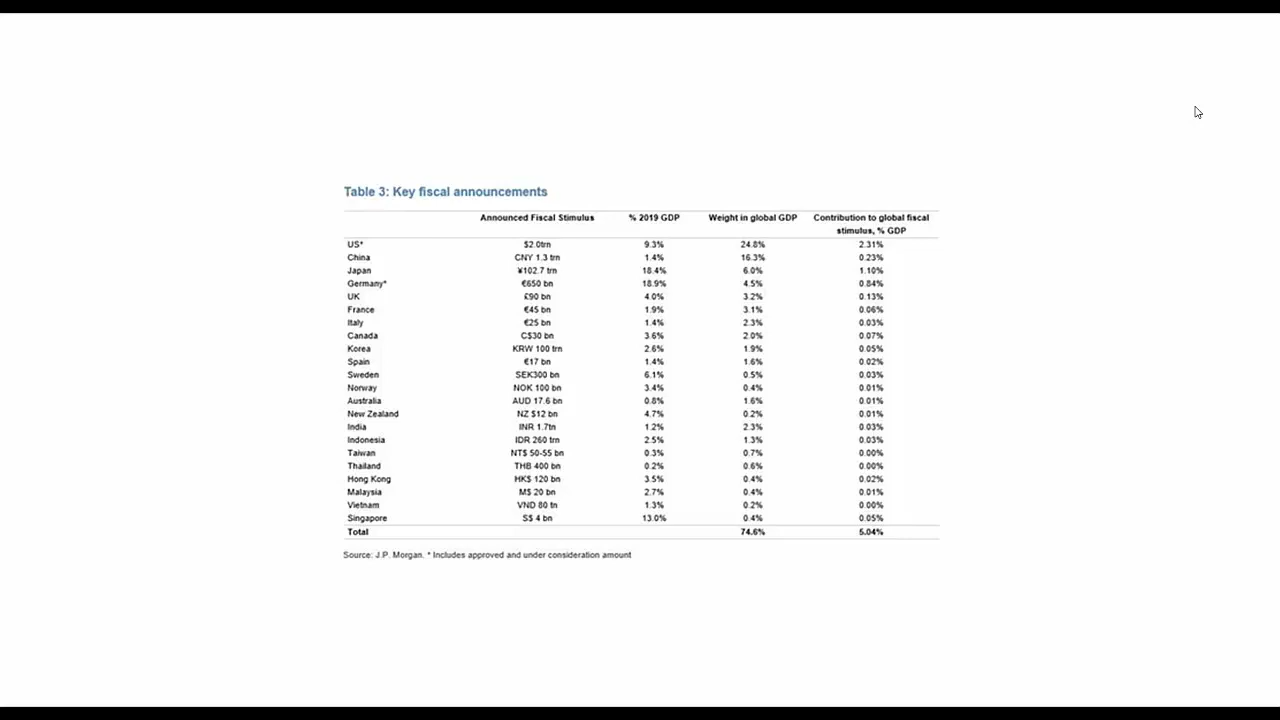 Table 3: Key fiscal announcements
Announced Fiscal Stimulus % 2019 GDP Weight in global GDP Contribution to global fiscal
stimulus, % GDP
US* $2.0trn 9.3% 24.8% 2.31%
China CNY 1.3 trn 1.4% 16.3% 0.23%
Japan ¥102.7 trn 18.4% 6.0% 1.10%
Germany* €650 bn 18.9% 4.5% 0.84%
UK £90 bn 4.0% 3.2% 0.13%
France €45 bn 1.9% 3.1% 0.06%
Italy €25 bn 1.4% 2.3% 0.03%
Canada C$30 bn 3.6% 2.0% 0.07%
Korea KRW 100 trn 2.6% 1.9% 0.05%
Spain €17 bn 1.4% 1.6% 0.02%
Sweden SEK300 bn 6.1% 0.5% 0.03%
Norway NOK 100 bn 3.4% 0.4% 0.01%
Australia AUD 17.6 bn 0.8% 1.6% 0.01%
New Zealand NZ $12 bn 4.7% 0.2% 0.01%
India INR 1.7tn 1.2% 2.3% 0.03%
Indonesia IDR 260 trn 2.5% 1.3% 0.03%
Taiwan NT$ 50-55 bn 0.3% 0.7% 0.00%
Thailand THB 400 bn 0.2% 0.6% 0.00%
Hong Kong HK$ 120 bn 3.5% 0.4% 0.02%
Malaysia M$ 20 bn 2.7% 0.4% 0.01%
Vietnam VND 80 tn 1.3% 0.2% 0.00%
Singapore S$ 4 bn 13.0% 0.4% 0.05%
Total 74.6% 5.04%
Source: J.P. Morgan. * Includes approved and under consideration amount